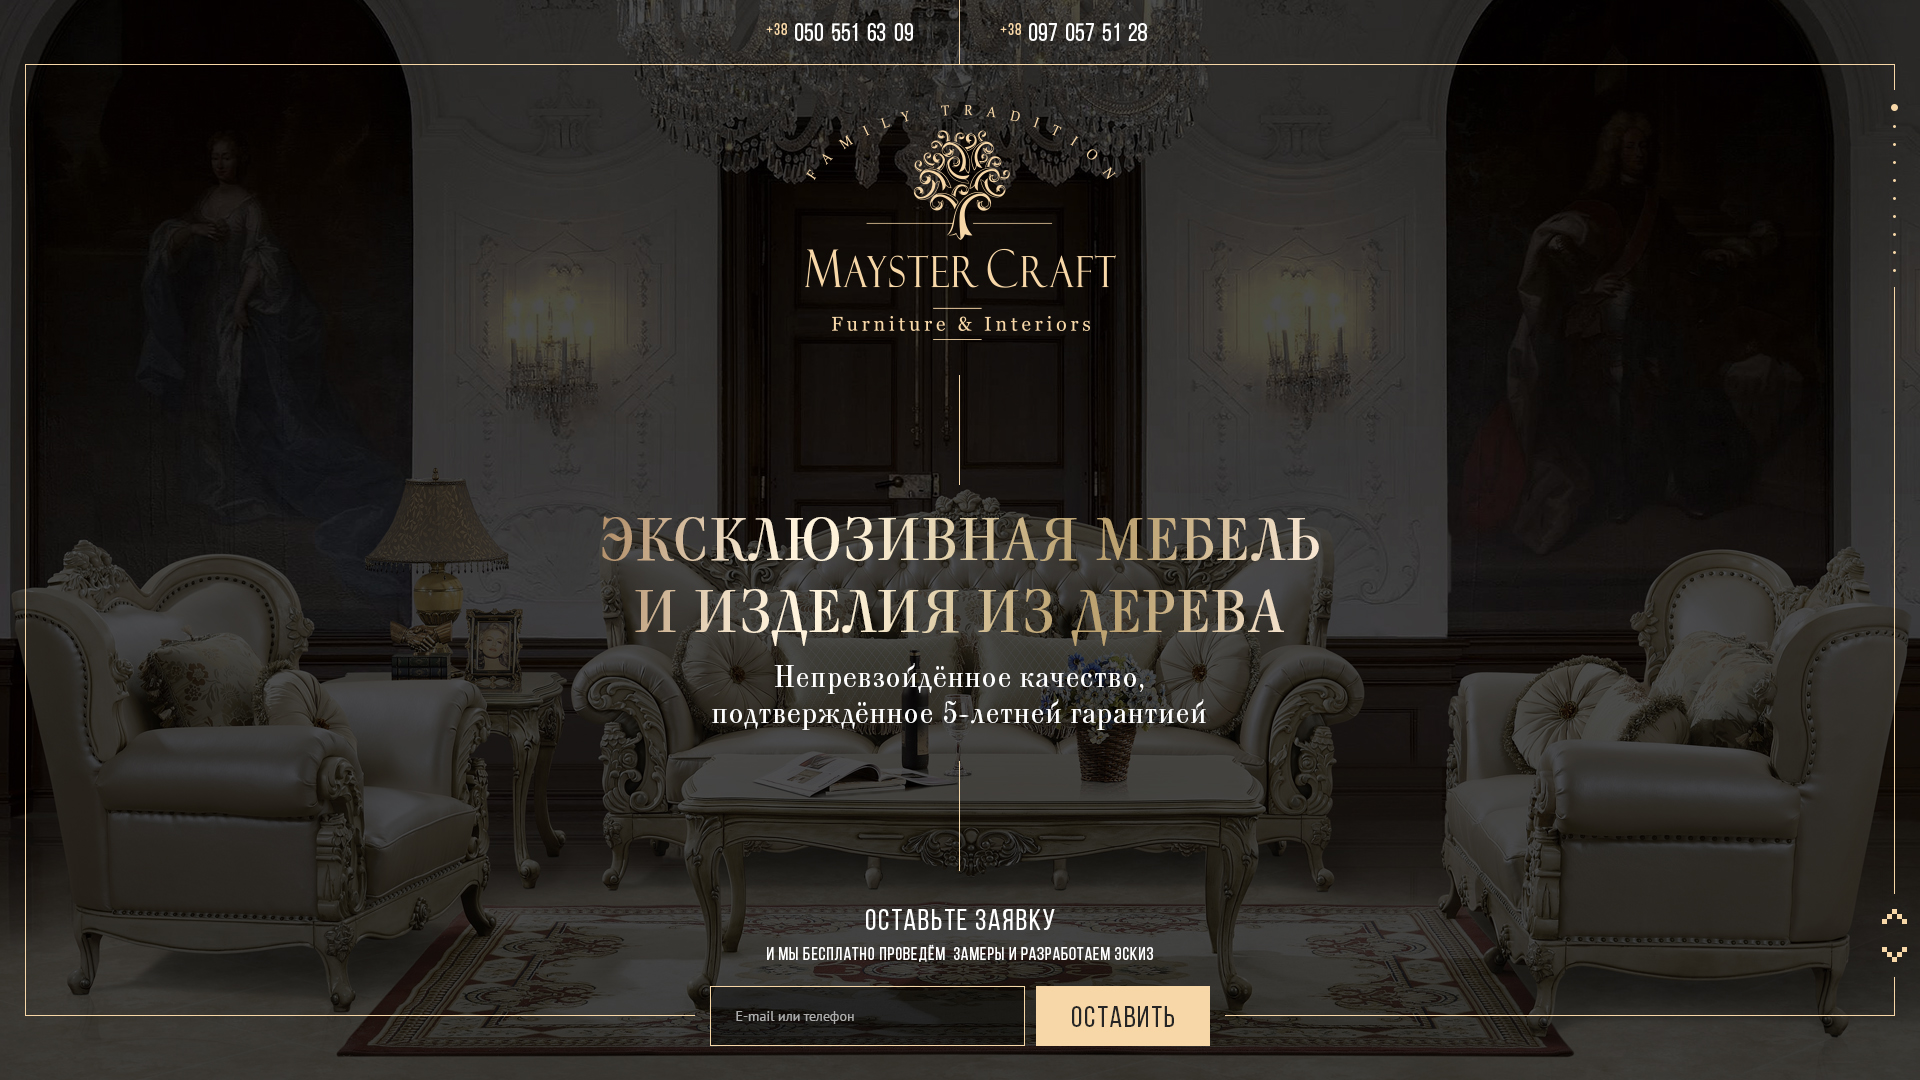 +38 050 551 63 09
+38 097 057 51 28
FAMILY TRADITION
MAYSTER CRAFT
Furniture & Interiors
ЭКСКЛЮЗИВНАЯ МЕБЕЛЬ
И ИЗДЕЛИЯ ИЗ ДЕРЕВА
Непревзойдённое качество,
подтверждённое 5-летней гарантией
ОСТАВЬТЕ ЗАЯВКУ
И МЫ БЕСПЛАТНО ПРОВЕДЁМ ЗАМЕРЫ И РАЗРАБОТАЕМ ЭСКИЗ
E-mail или телефон
ОСТАВИТЬ